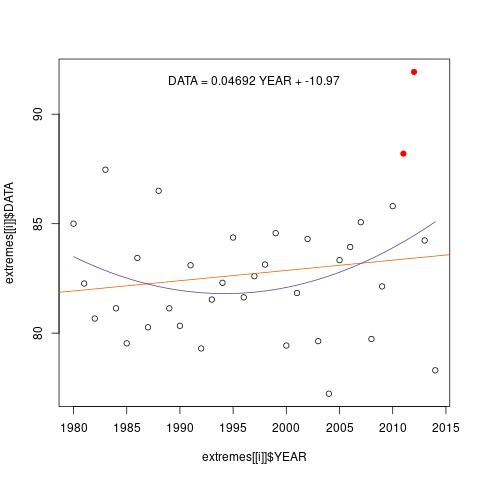 DATA = 0.04692 YEAR + -10.97
90
85
80
extremes[[i]]$DATA
1980 1985 1990 1995 2000 2005 2010 2015
extremes[[i]]$YEAR